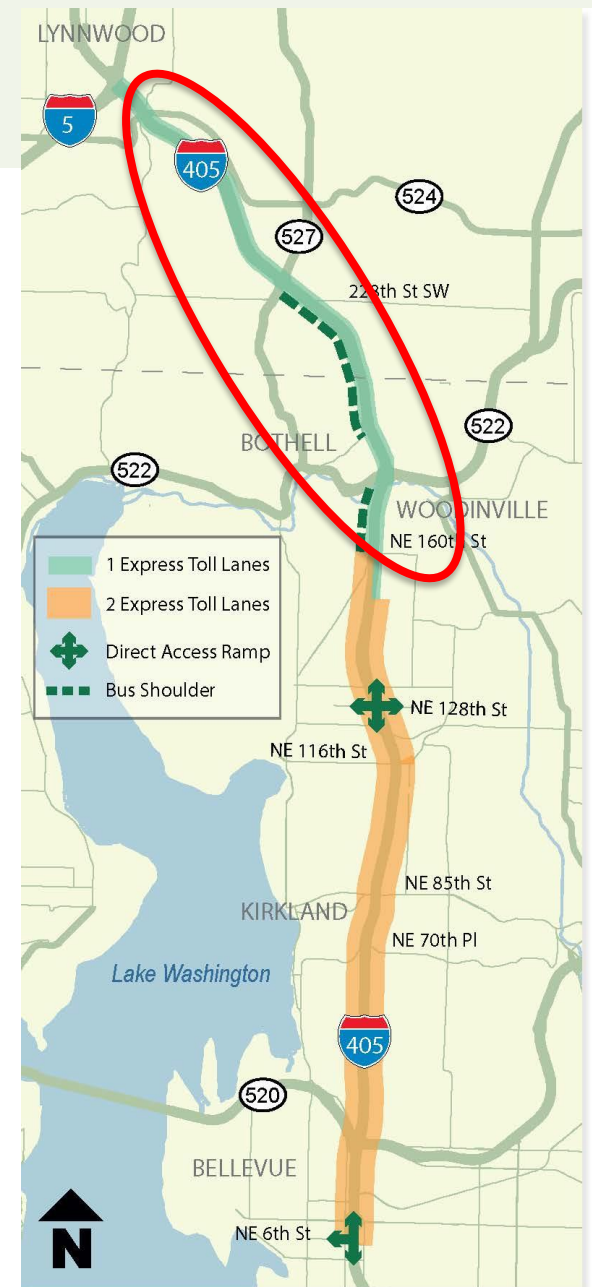 LYNNWOOD
5
405
524
527
228th St SW
BOTHELL
522
522
WOODINVILLE
NE 160th St
1 Express Toll Lanes
2 Express Toll Lanes
Direct Access Ramp
Bus Shoulder
NE 128th St
NE 116th St
NE 85th St
KIRKLAND
NE 70th Pl
Lake Washington
405
520
BELLEVUE
NE 6th St
N